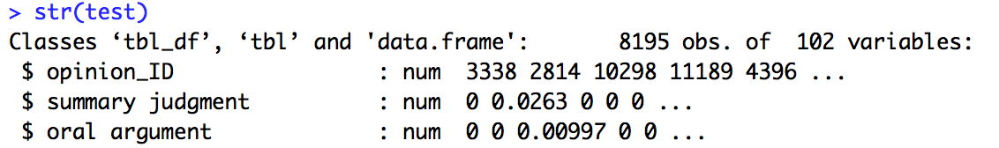 > str(test)
Classes ‘tbl_df’, ‘tbl’ and 'data.frame':	8195 obs. of  102 variables:
 $ opinion_ID                : num  3338 2814 10298 11189 4396 ...
 $ summary judgment          : num  0 0.0263 0 0 0 ...
 $ oral argument             : num  0 0 0.00997 0 0 ...